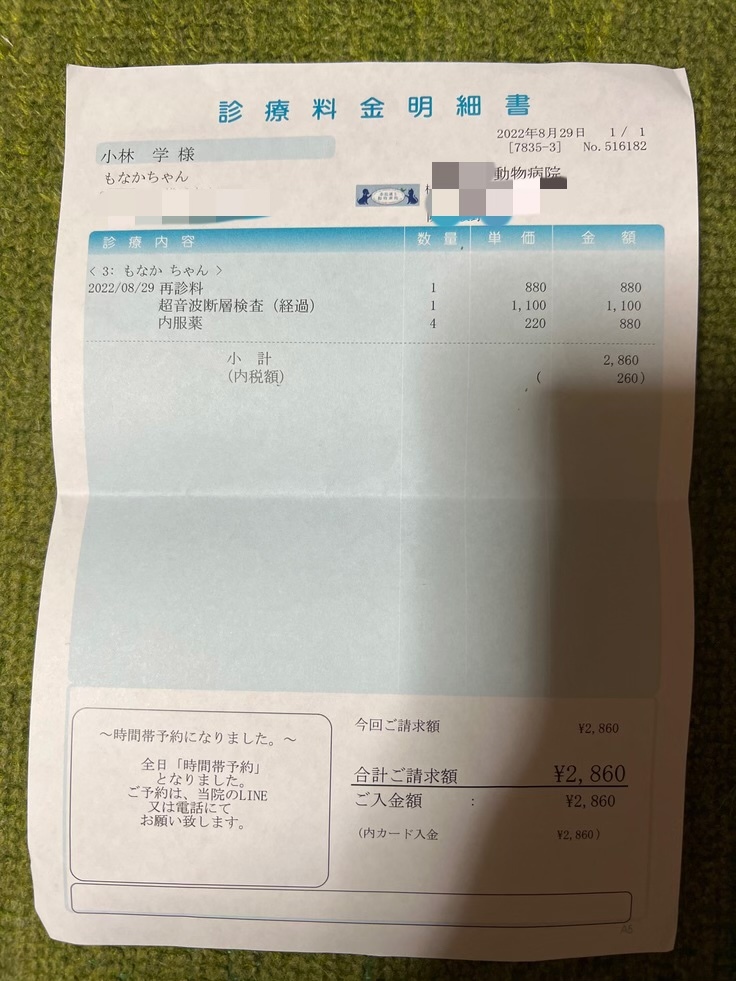 診療料金明細書
2022年8月29日 1 / 1
[7835-3] No.516182
小林 学 様
もなかちゃん
動物病院
診療内容 数量 単価 金額
< 3: もなか ちゃん >
2022/08/29 再診料 1 880 880
超音波断層検査（経過） 1 1,100 1,100
内服薬 4 220 880
小計 2,860
(内税額) ( 260)
～時間帯予約になりました。～
全日「時間帯予約」
となりました。
ご予約は、当院のLINE
又は電話にて
お願い致します。
今回ご請求額 ¥2,860
合計ご請求額 ¥2,860
ご入金額 : ¥2,860
(内カード入金 ¥2,860)
A5